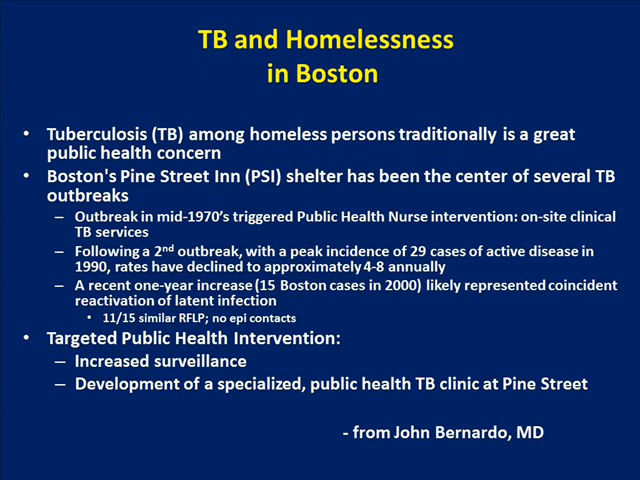 TB and Homelessness
in Boston
• Tuberculosis (TB) among homeless persons traditionally is a great
public health concern
• Boston's Pine Street Inn (PSI) shelter has been the center of several TB
outbreaks
– Outbreak in mid-1970’s triggered Public Health Nurse intervention: on-site clinical
TB services
– Following a 2nd outbreak, with a peak incidence of 29 cases of active disease in
1990, rates have declined to approximately 4-8 annually
– A recent one-year increase (15 Boston cases in 2000) likely represented coincident
reactivation of latent infection
• 11/15 similar RFLP; no epi contacts
• Targeted Public Health Intervention:
– Increased surveillance
– Development of a specialized, public health TB clinic at Pine Street
- from John Bernardo, MD